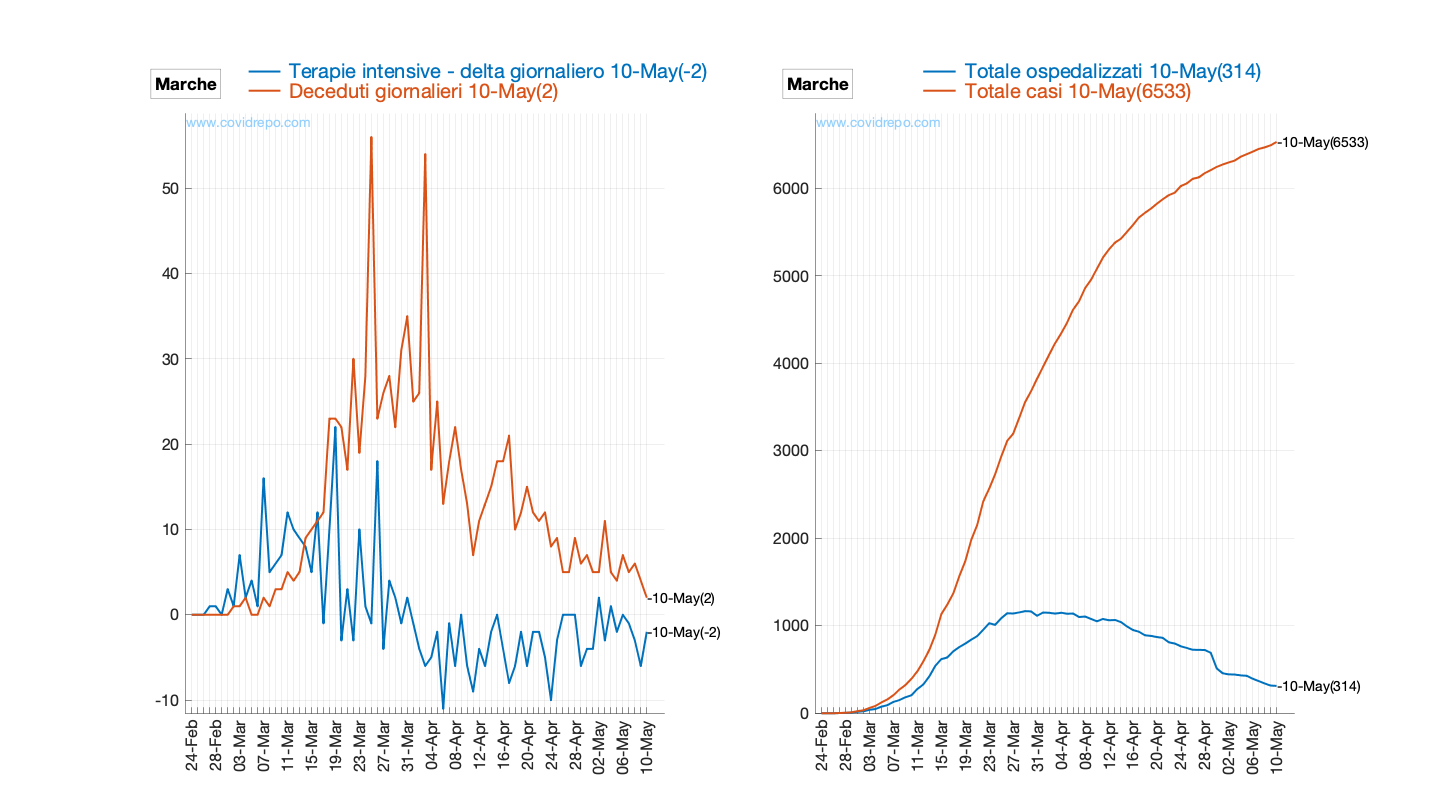 Marche
Terapie intensive - delta giornaliero 10-May(-2)
Deceduti giornalieri 10-May(2)
www.covidrepo.com
50
40
30
20
10
0
-10
-10-May(2)
-10-May(-2)
24-Feb
28-Feb
03-Mar
07-Mar
11-Mar
15-Mar
19-Mar
23-Mar
27-Mar
31-Mar
04-Apr
08-Apr
12-Apr
16-Apr
20-Apr
24-Apr
28-Apr
02-May
06-May
10-May
Marche
Totale ospedalizzati 10-May(314)
Totale casi 10-May(6533)
www.covidrepo.com
-10-May(6533)
6000
5000
4000
3000
2000
1000
0
-10-May(314)
24-Feb
28-Feb
03-Mar
07-Mar
11-Mar
15-Mar
19-Mar
23-Mar
27-Mar
31-Mar
04-Apr
08-Apr
12-Apr
16-Apr
20-Apr
24-Apr
28-Apr
02-May
06-May
10-May